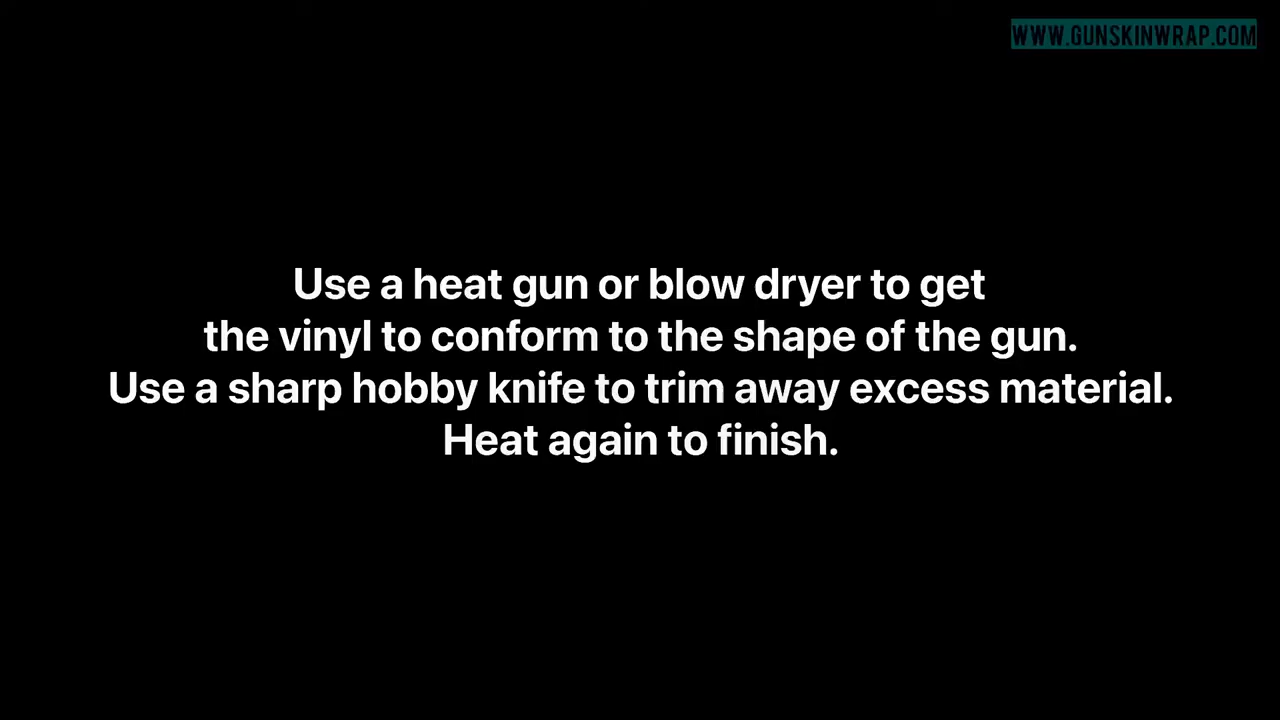 WWW.GUNSKINWRAP.COM
Use a heat gun or blow dryer to get
the vinyl to conform to the shape of the gun.
Use a sharp hobby knife to trim away excess material.
Heat again to finish.